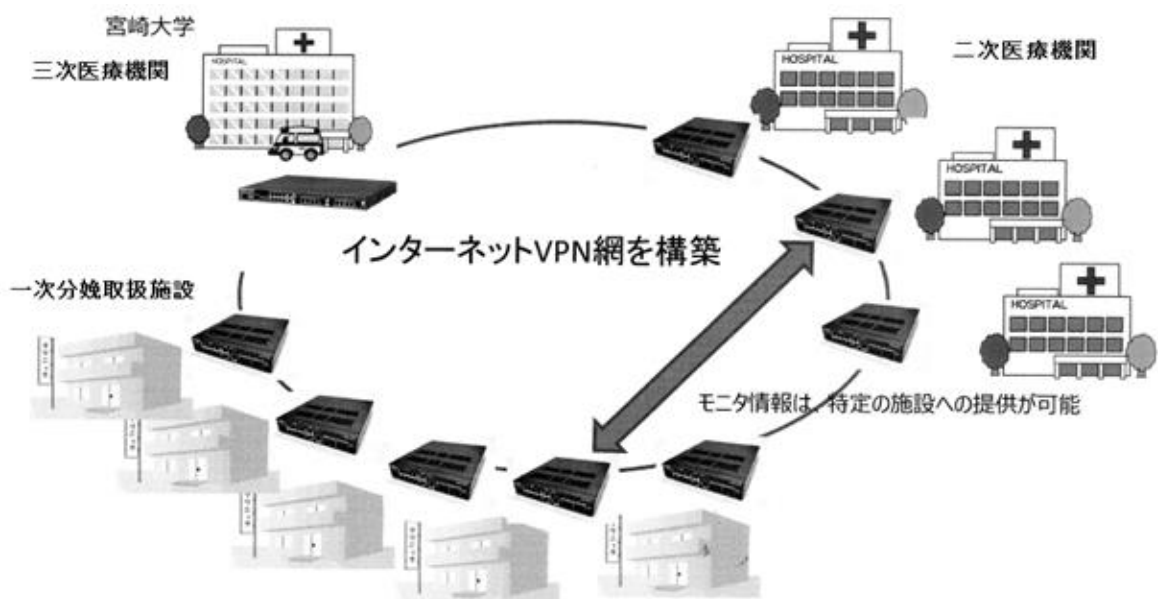 宮崎大学
三次医療機関
HOSPITAL
HOSPITAL
二次医療機関
HOSPITAL
インターネットVPN網を構築
HOSPITAL
一次分娩取扱施設
モニタ情報は、特定の施設への提供が可能